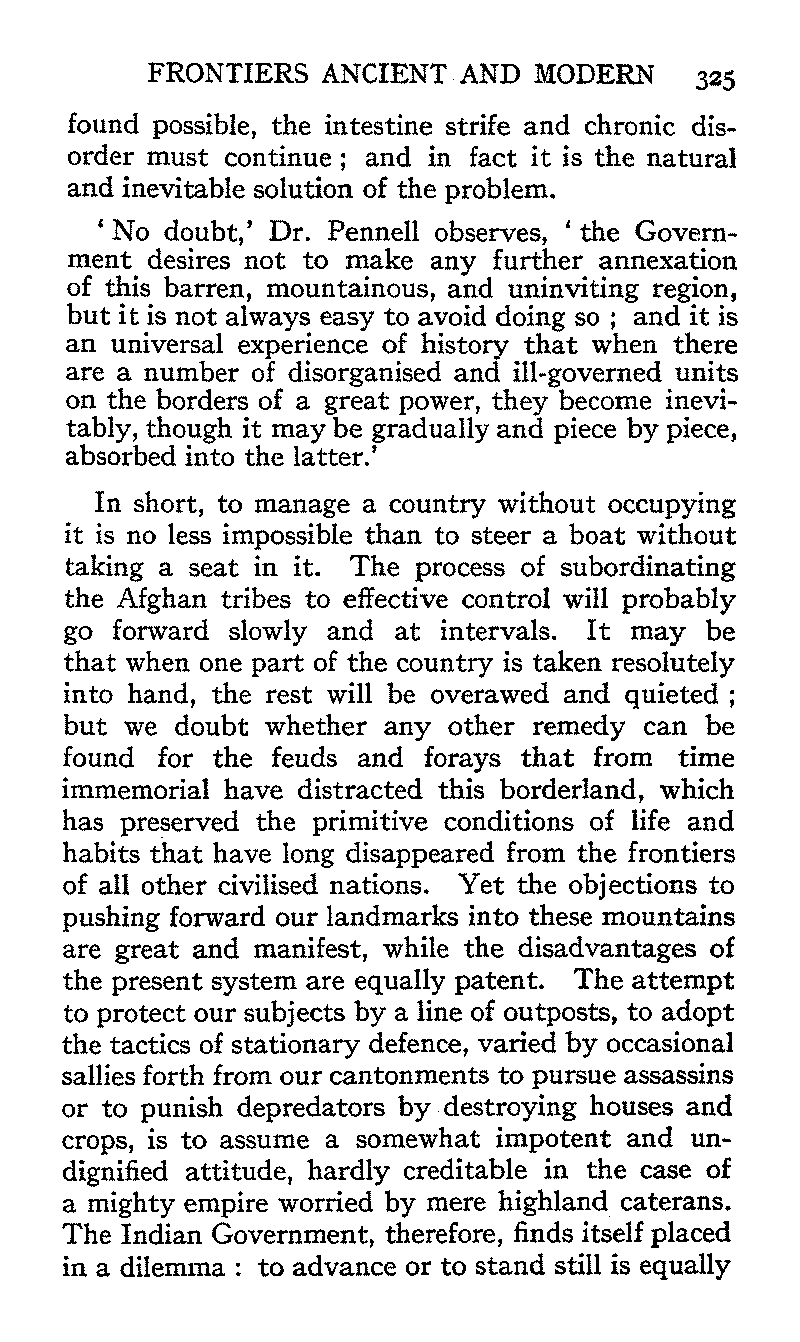 FRONTIERS ANCIENT AND MODERN 325
found possible, the intestine strife and chronic dis-
order must continue ; and in fact it is the natural
and inevitable solution of the problem.
‘ No doubt,’ Dr. Pennell observes, ‘ the Govern-
ment desires not to make any further annexation
of this barren, mountainous, and uninviting region,
but it is not always easy to avoid doing so ; and it is
an universal experience of history that when there
are a number of disorganised and ill-governed units
on the borders of a great power, they become inevi-
tably, though it may be gradually and piece by piece,
absorbed into the latter.’
In short, to manage a country without occupying
it is no less impossible than to steer a boat without
taking a seat in it. The process of subordinating
the Afghan tribes to effective control will probably
go forward slowly and at intervals. It may be
that when one part of the country is taken resolutely
into hand, the rest will be overawed and quieted ;
but we doubt whether any other remedy can be
found for the feuds and forays that from time
immemorial have distracted this borderland, which
has preserved the primitive conditions of life and
habits that have long disappeared from the frontiers
of all other civilised nations. Yet the objections to
pushing forward our landmarks into these mountains
are great and manifest, while the disadvantages of
the present system are equally patent. The attempt
to protect our subjects by a line of outposts, to adopt
the tactics of stationary defence, varied by occasional
sallies forth from our cantonments to pursue assassins
or to punish depredators by destroying houses and
crops, is to assume a somewhat impotent and un-
dignified attitude, hardly creditable in the case of
a mighty empire worried by mere highland caterans.
The Indian Government, therefore, finds itself placed
in a dilemma : to advance or to stand still is equally